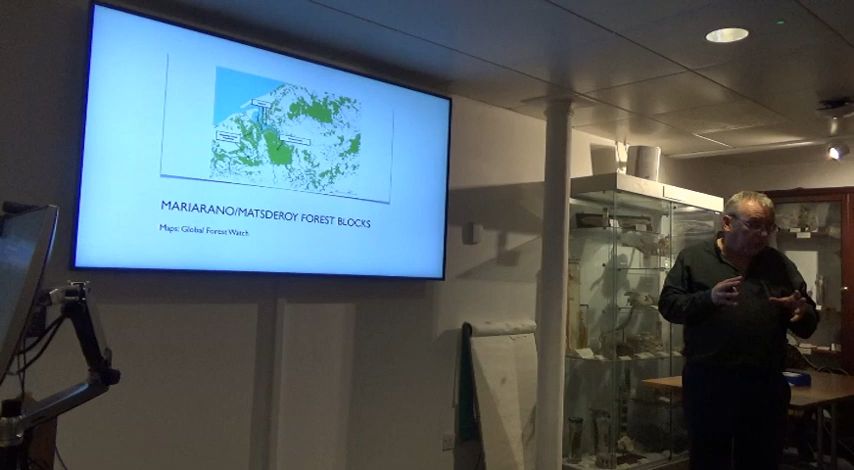 MARIARANO/MATSDEROY FOREST BLOCKS
Maps: Global Forest Watch